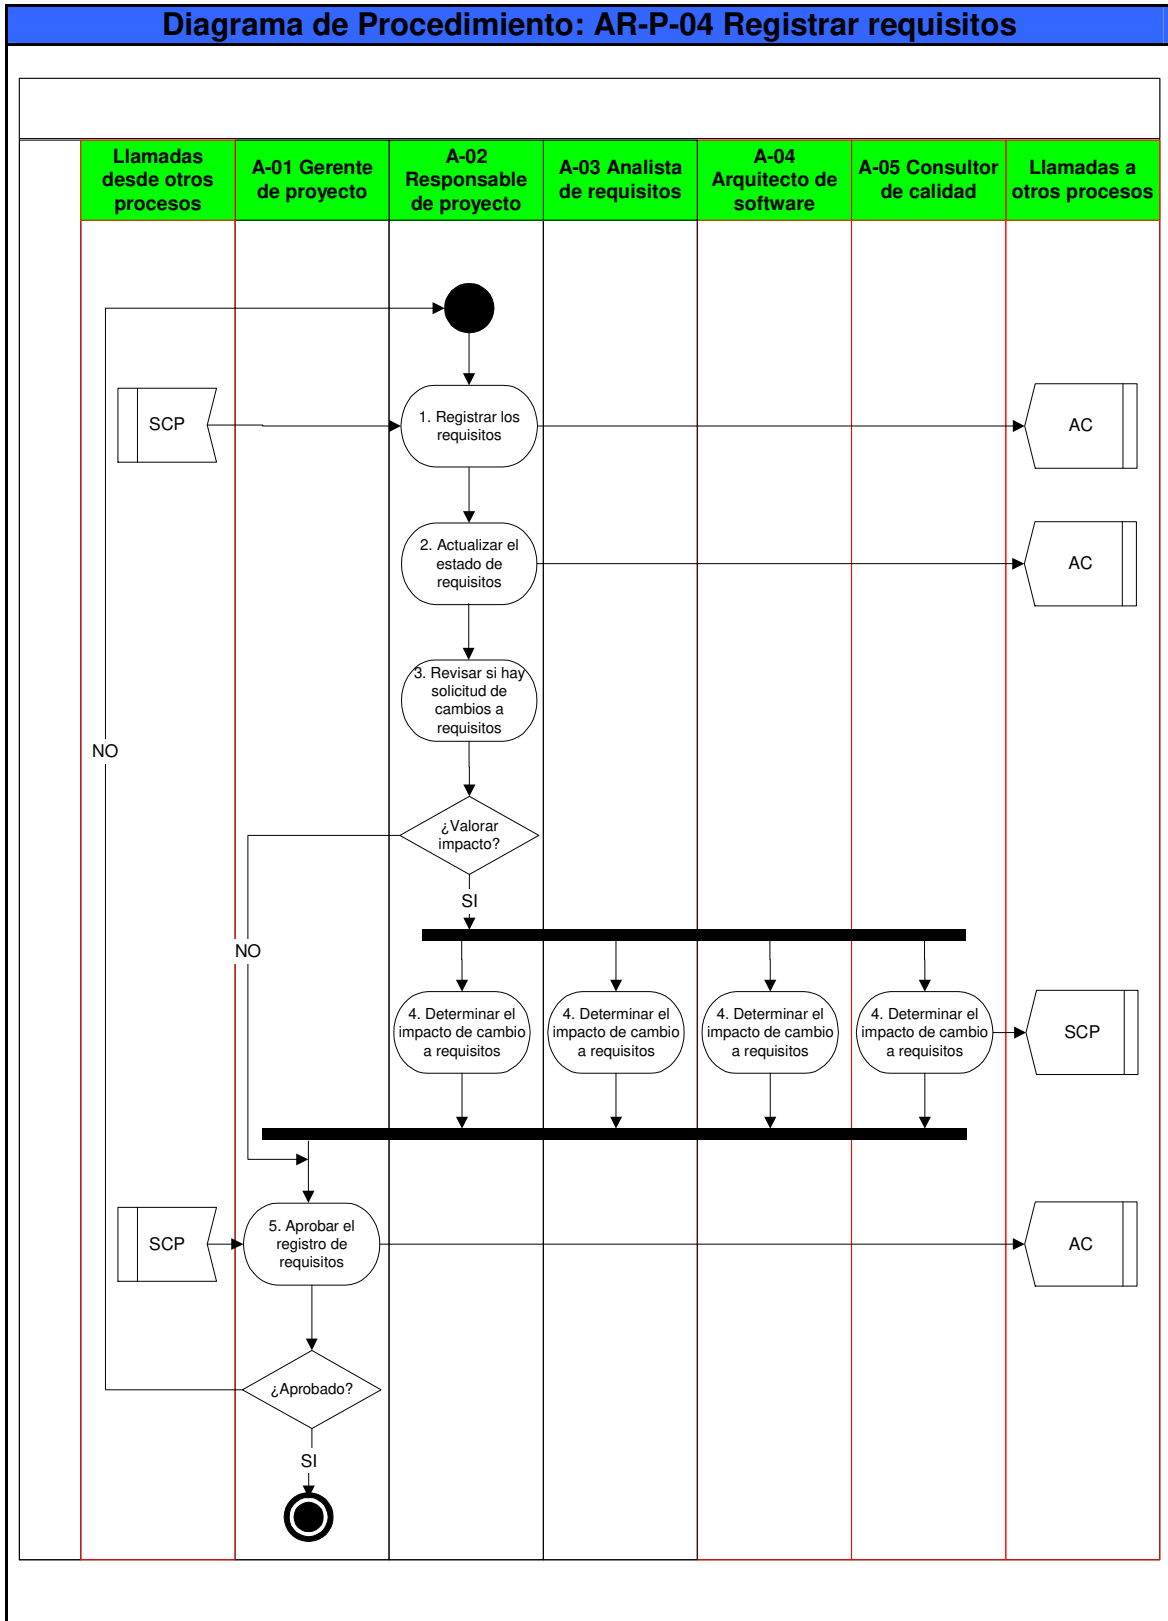 Diagrama de Procedimiento: AR-P-04 Registrar requisitos
Llamadas
desde otros
procesos
A-01 Gerente
de proyecto
A-02
Responsable
de proyecto
A-03 Analista
de requisitos
A-04
Arquitecto de
software
A-05 Consultor
de calidad
Llamadas a
otros procesos
SCP
1. Registrar los
requisitos
AC
2. Actualizar el
estado de
requisitos
AC
3. Revisar si hay
solicitud de
cambios a
requisitos
NO
¿Valorar
impacto?
SI
NO
4. Determinar el
impacto de cambio
a requisitos
4. Determinar el
impacto de cambio
a requisitos
4. Determinar el
impacto de cambio
a requisitos
4. Determinar el
impacto de cambio
a requisitos
SCP
SCP
5. Aprobar el
registro de
requisitos
AC
¿Aprobado?
SI